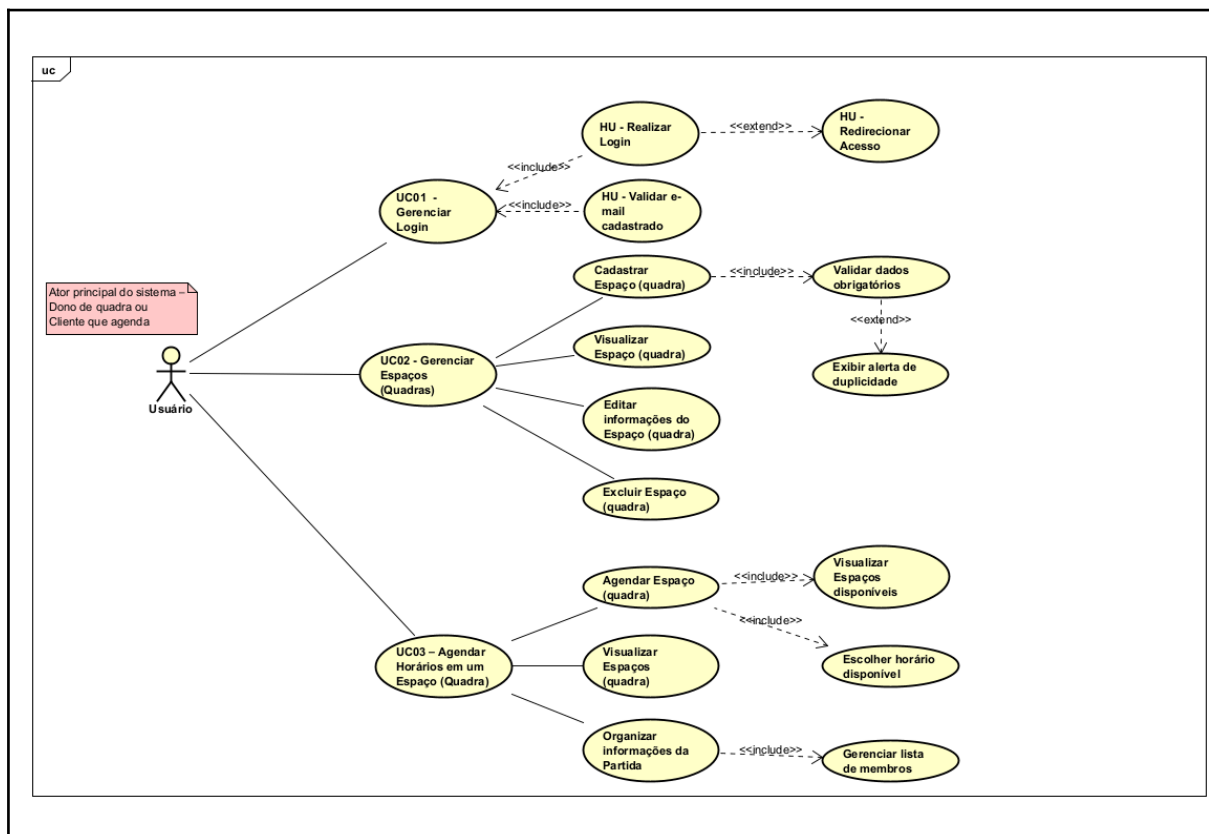 uc
HU - Realizar
Login
<<extend>>
HU -
Redirecionar
Acesso
<<include>>
UC01 -
Gerenciar
Login
<<include>>
HU - Validar e-
mail
cadastrado
Cadastrar
Espaço (quadra)
<<include>>
Validar dados
obrigatórios
Ator principal do sistema –
Dono de quadra ou
Cliente que agenda
<<extend>>
Visualizar
Espaço (quadra)
UC02 - Gerenciar
Espaços
(Quadras)
Exibir alerta de
duplicidade
Usuário
Editar
informações do
Espaço (quadra)
Excluir Espaço
(quadra)
Agendar Espaço
(quadra)
<<include>>
Visualizar
Espaços
disponíveis
<<include>>
UC03 – Agendar
Horários em um
Espaço (Quadra)
Visualizar
Espaços
(quadra)
Escolher horário
disponível
Organizar
informações da
Partida
<<include>>
Gerenciar lista
de membros